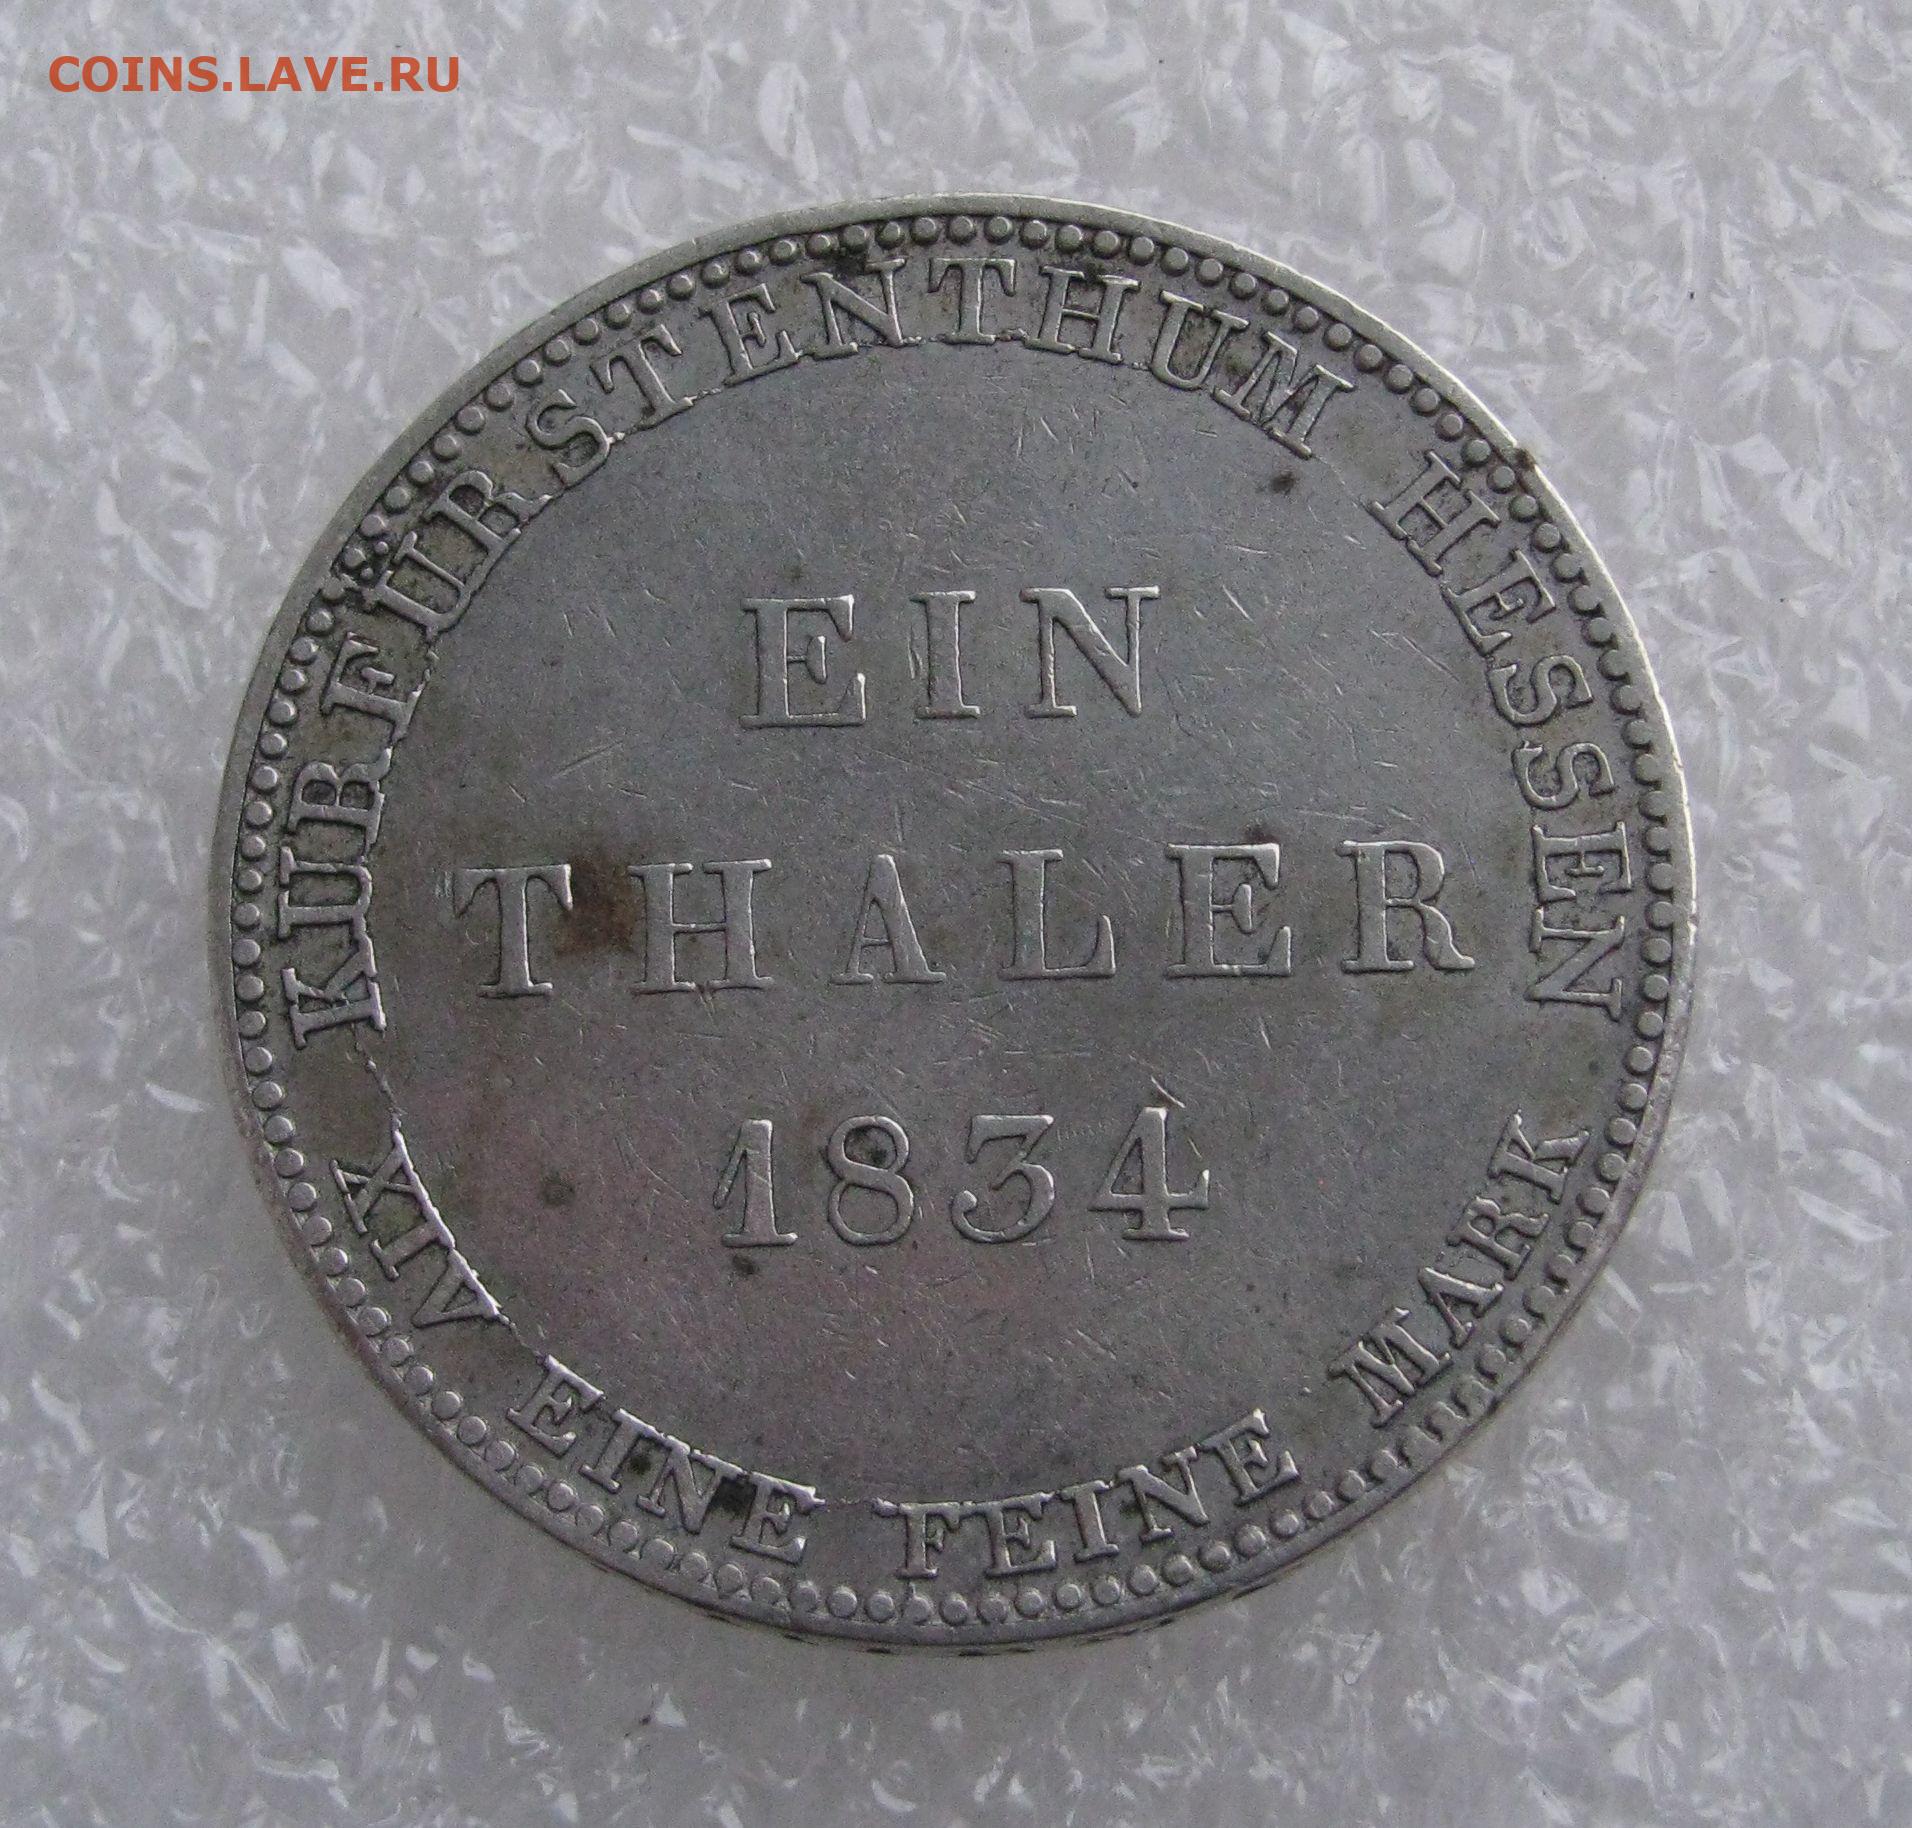 COINS.LAVE.RU
KURFÜRSTENTHUM HESSEN
EIN
THALER
1834
XIV EINE FEINE MARK